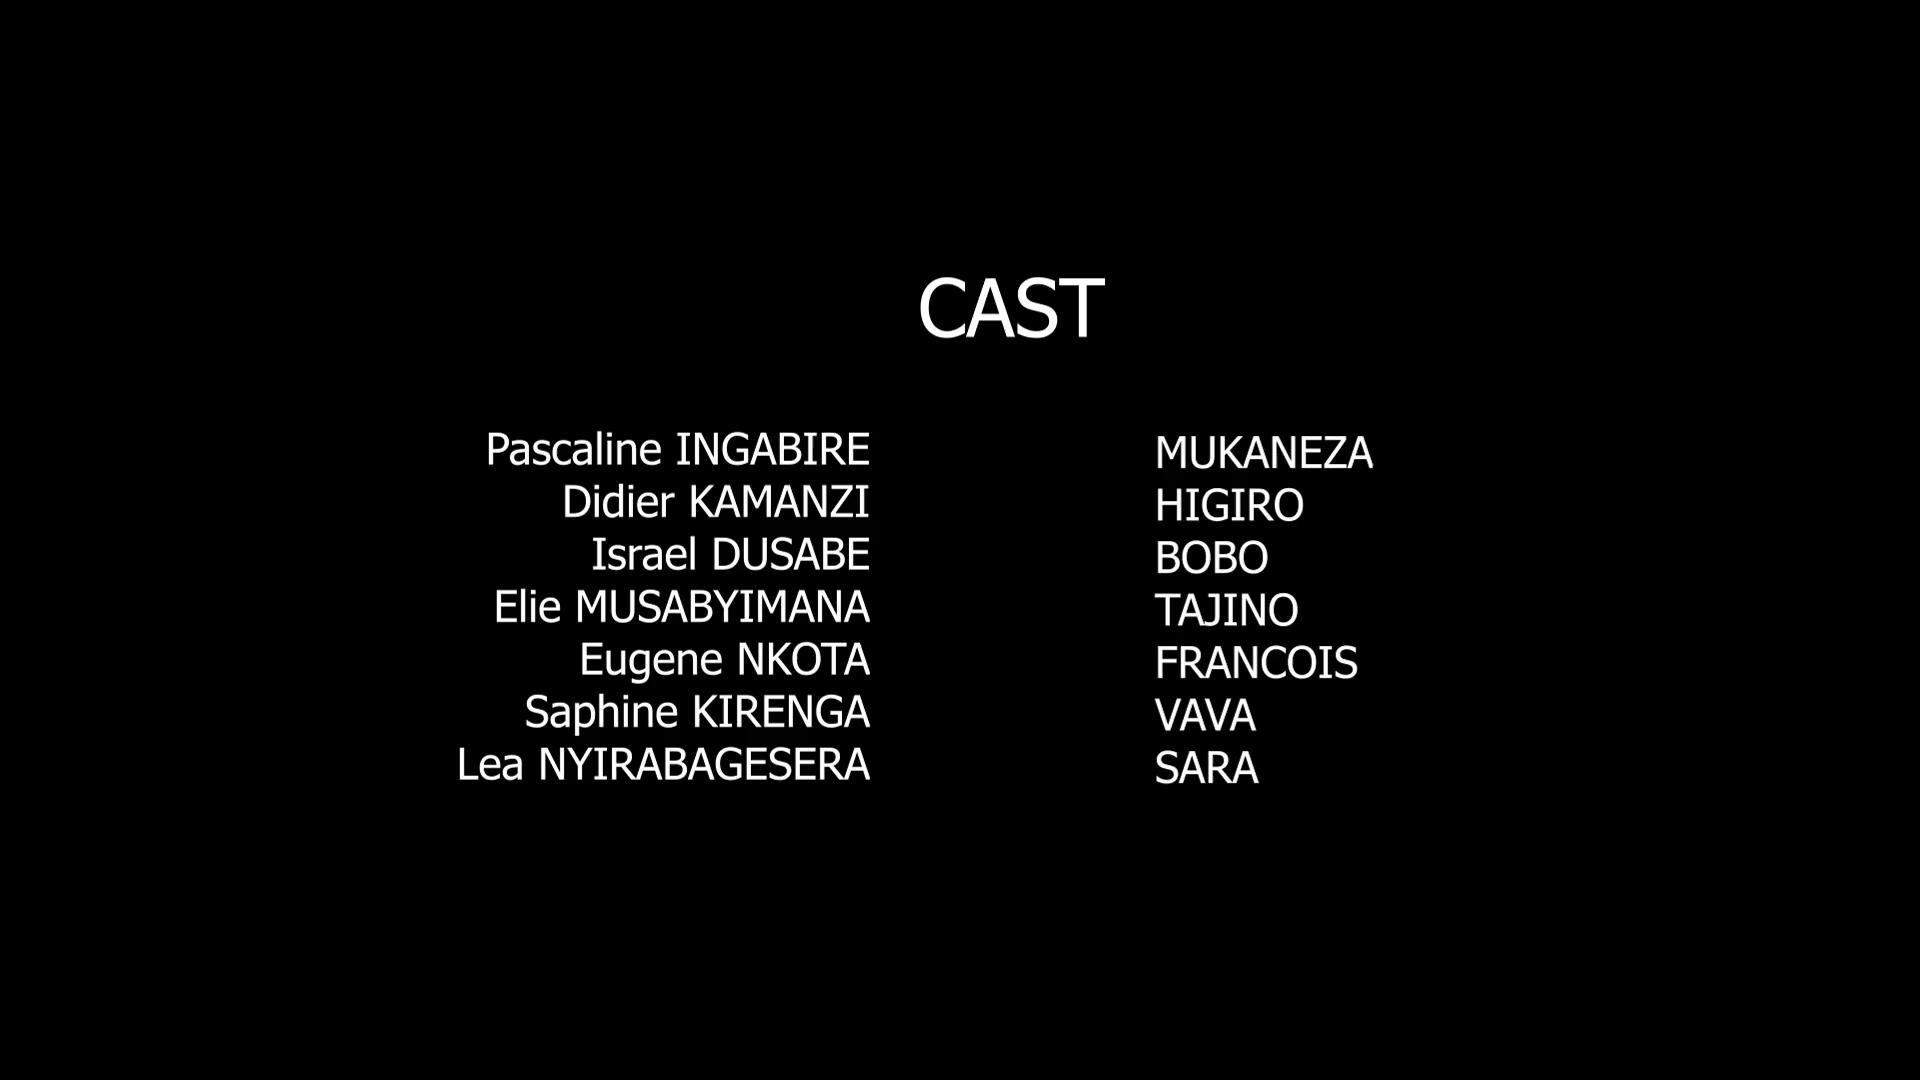 CAST
Pascaline INGABIRE MUKANEZA
Didier KAMANZI HIGIRO
Israel DUSABE BOBO
Elie MUSABYIMANA TAJINO
Eugene NKOTA FRANCOIS
Saphine KIRENGA VAVA
Lea NYIRABAGESERA SARA